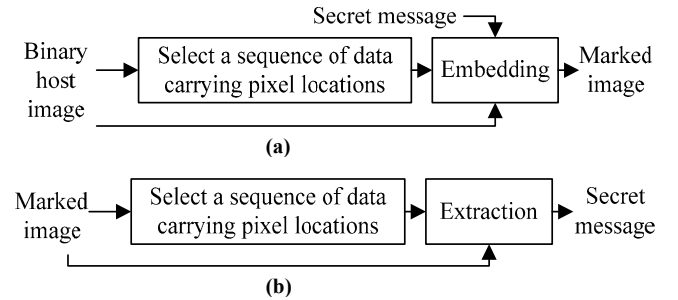 Secret message
Binary
host
image
Select a sequence of data
carrying pixel locations
Embedding
Marked
image
(a)
Marked
image
Select a sequence of data
carrying pixel locations
Extraction
Secret
message
(b)